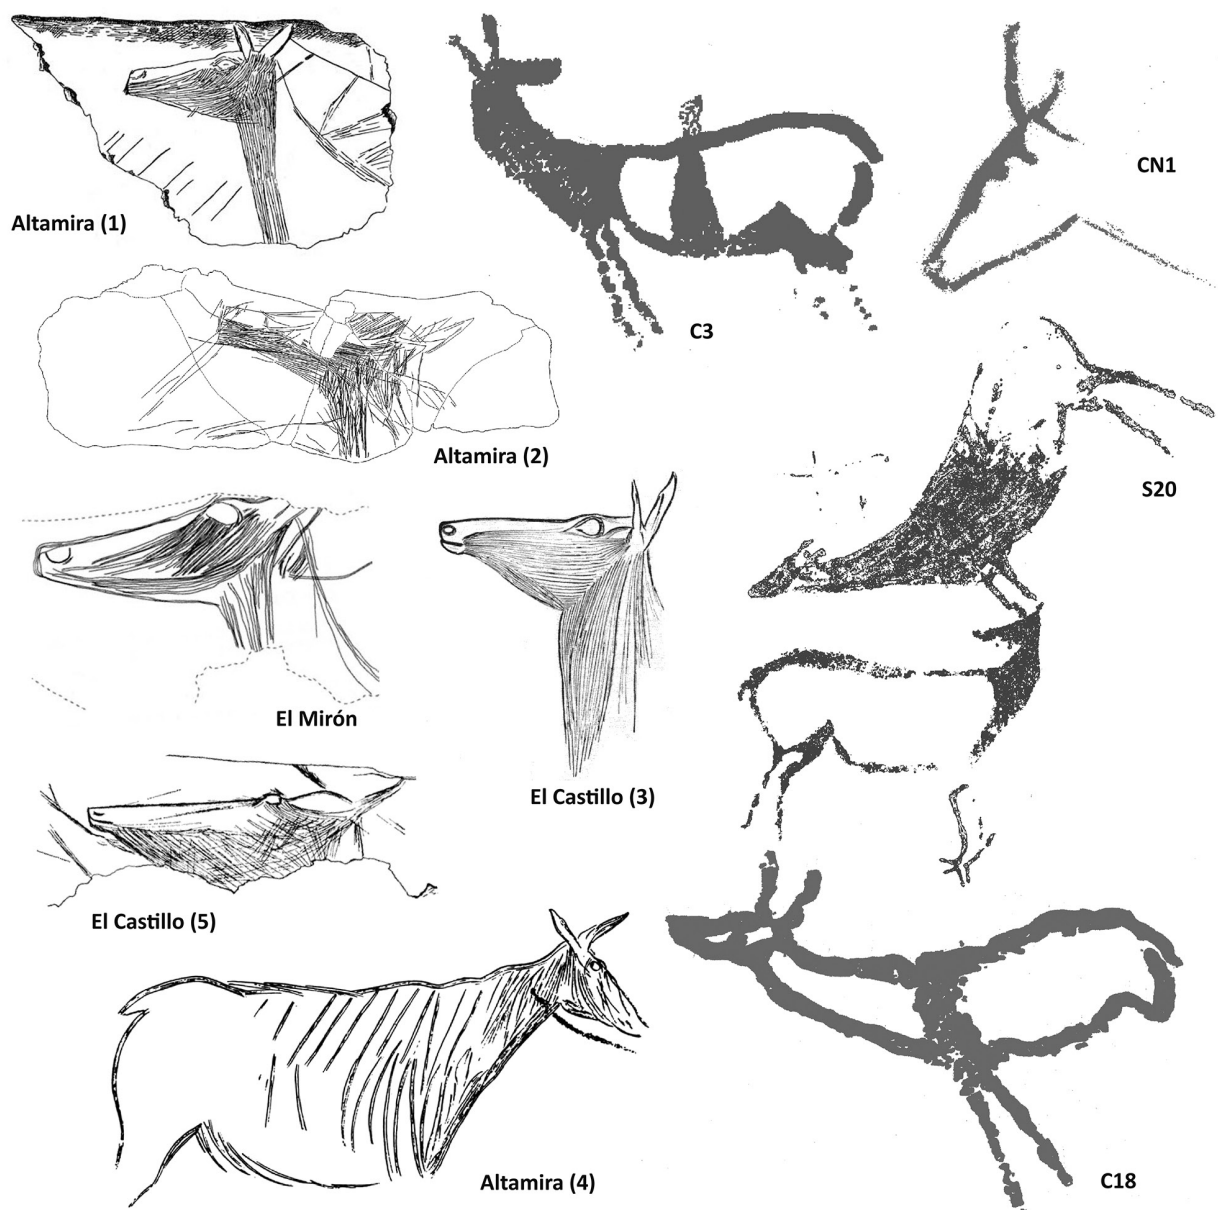 Altamira (1)
CN1
C3
Altamira (2)
S20
El Mirón
El Castillo (3)
El Castillo (5)
Altamira (4)
C18